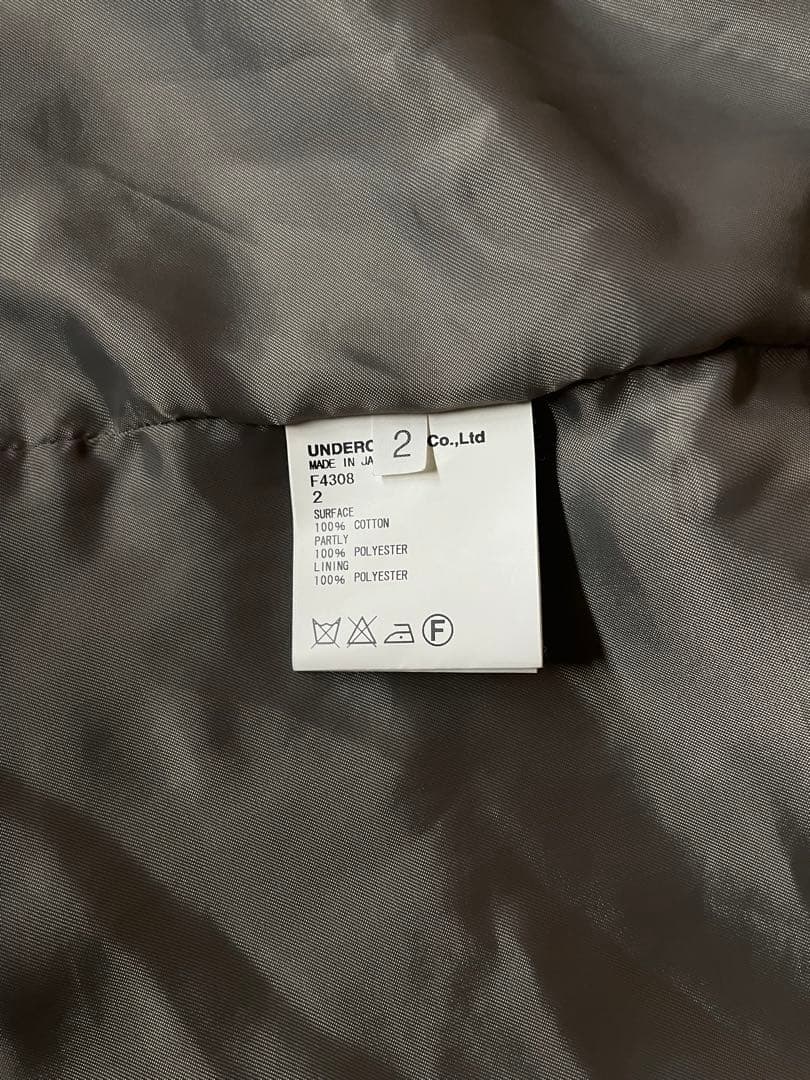 UNDERC 2 Co.,Ltd
MADE IN JA
F4308
2
SURFACE
100% COTTON
PARTLY
100% POLYESTER
LINING
100% POLYESTER
F